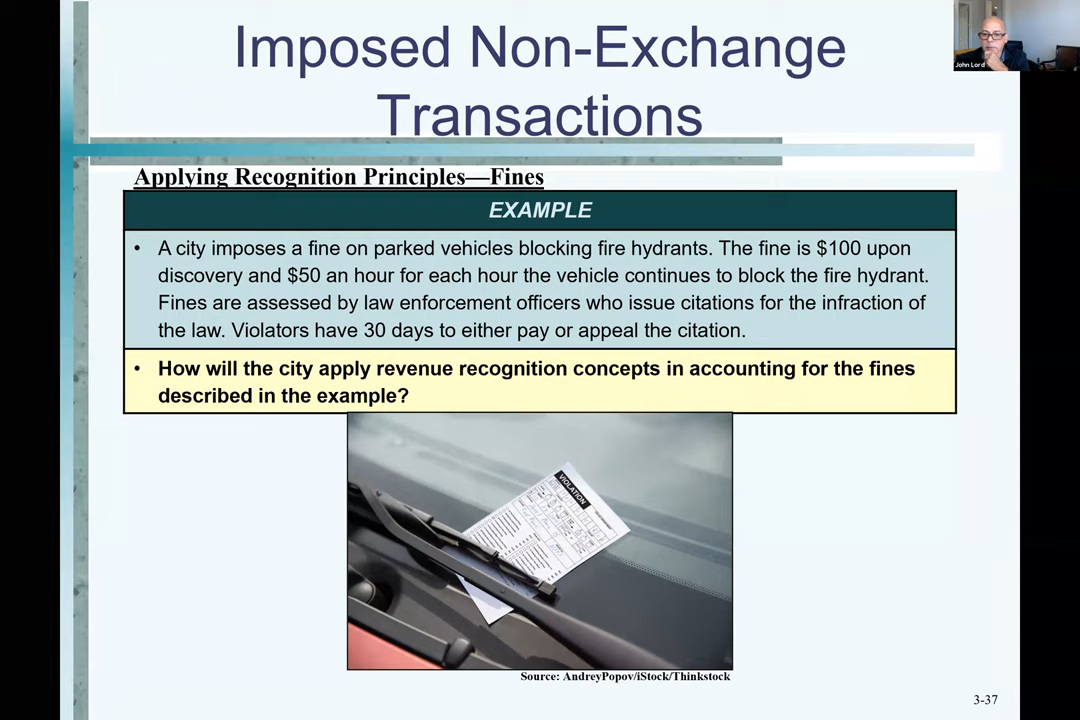 Imposed Non-Exchange
Transactions
John Lord
Applying Recognition Principles—Fines
EXAMPLE
• A city imposes a fine on parked vehicles blocking fire hydrants. The fine is $100 upon
discovery and $50 an hour for each hour the vehicle continues to block the fire hydrant.
Fines are assessed by law enforcement officers who issue citations for the infraction of
the law. Violators have 30 days to either pay or appeal the citation.
• How will the city apply revenue recognition concepts in accounting for the fines
described in the example?
VIOLATION
Source: AndreyPopov/iStock/Thinkstock
3-37